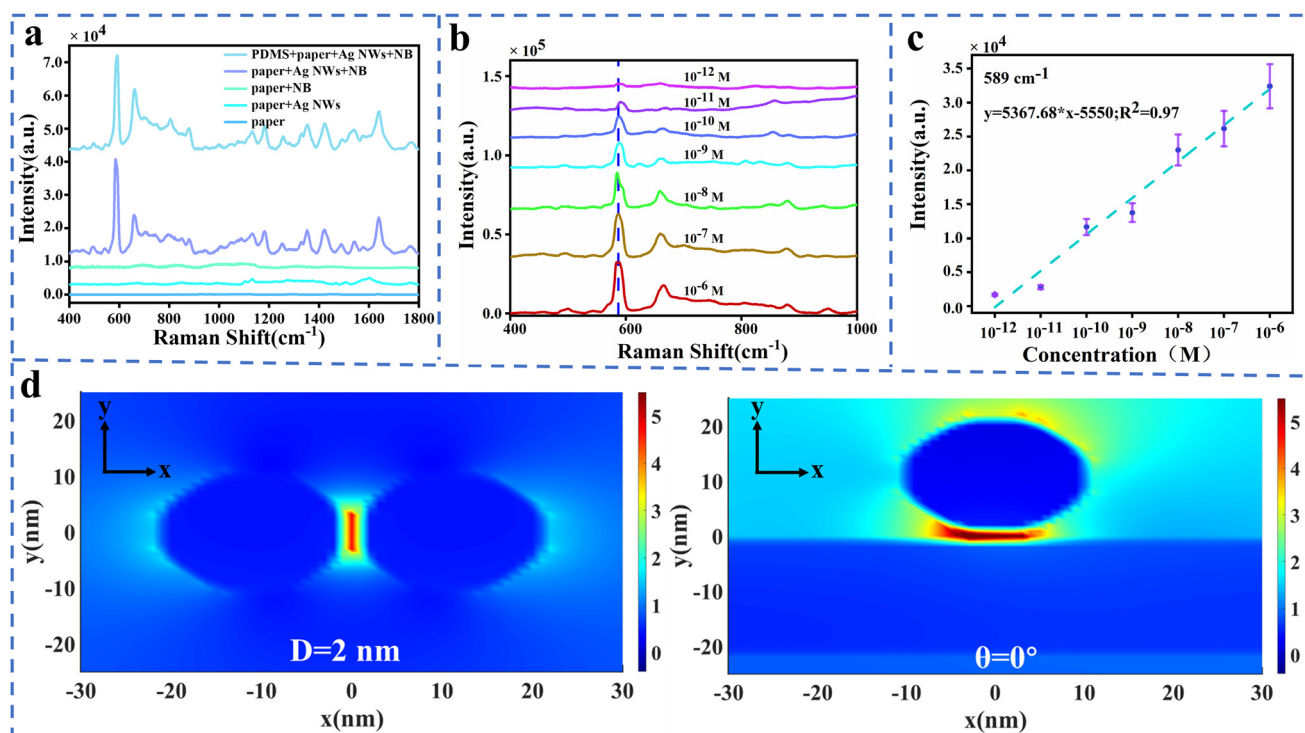 a
× 10⁴
PDMS+paper+Ag NWs+NB
paper+Ag NWs+NB
paper+NB
paper+Ag NWs
paper
7.0
6.0
5.0
4.0
3.0
2.0
1.0
0.0
Intensity(a.u.)
400 600 800 1000 1200 1400 1600 1800
Raman Shift(cm⁻¹)
b
× 10⁵
1.5
1.0
0.5
0.0
Intensity(a.u.)
10⁻¹² M
10⁻¹¹ M
10⁻¹⁰ M
10⁻⁹ M
10⁻⁸ M
10⁻⁷ M
10⁻⁶ M
400 600 800 1000
Raman Shift(cm⁻¹)
c
× 10⁴
589 cm⁻¹
y=5367.68*x-5550;R²=0.97
3.5
3.0
2.5
2.0
1.5
1.0
0.5
0.0
Intensity(a.u.)
10⁻¹² 10⁻¹¹ 10⁻¹⁰ 10⁻⁹ 10⁻⁸ 10⁻⁷ 10⁻⁶
Concentration（M）
d
y
x
20
10
0
-10
-20
y(nm)
D=2 nm
-30 -20 -10 0 10 20 30
x(nm)
5
4
3
2
1
0
y
x
20
10
0
-10
-20
y(nm)
θ=0°
-30 -20 -10 0 10 20 30
x(nm)
5
4
3
2
1
0